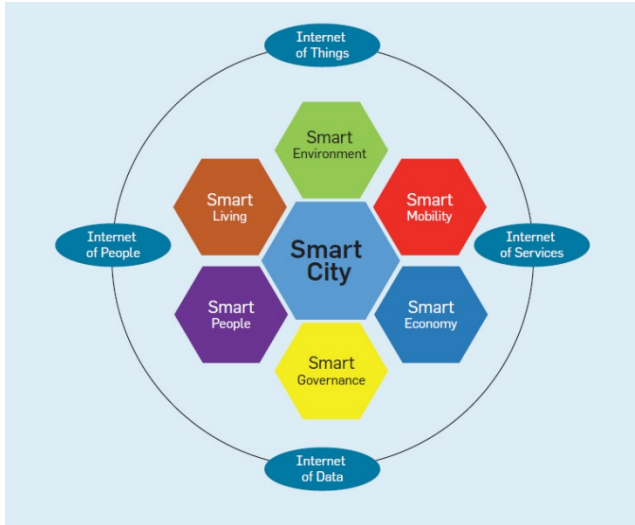 Internet
of Things
Smart
Environment
Smart
Living
Smart
Mobility
Internet
of People
Smart
City
Internet
of Services
Smart
People
Smart
Economy
Smart
Governance
Internet
of Data